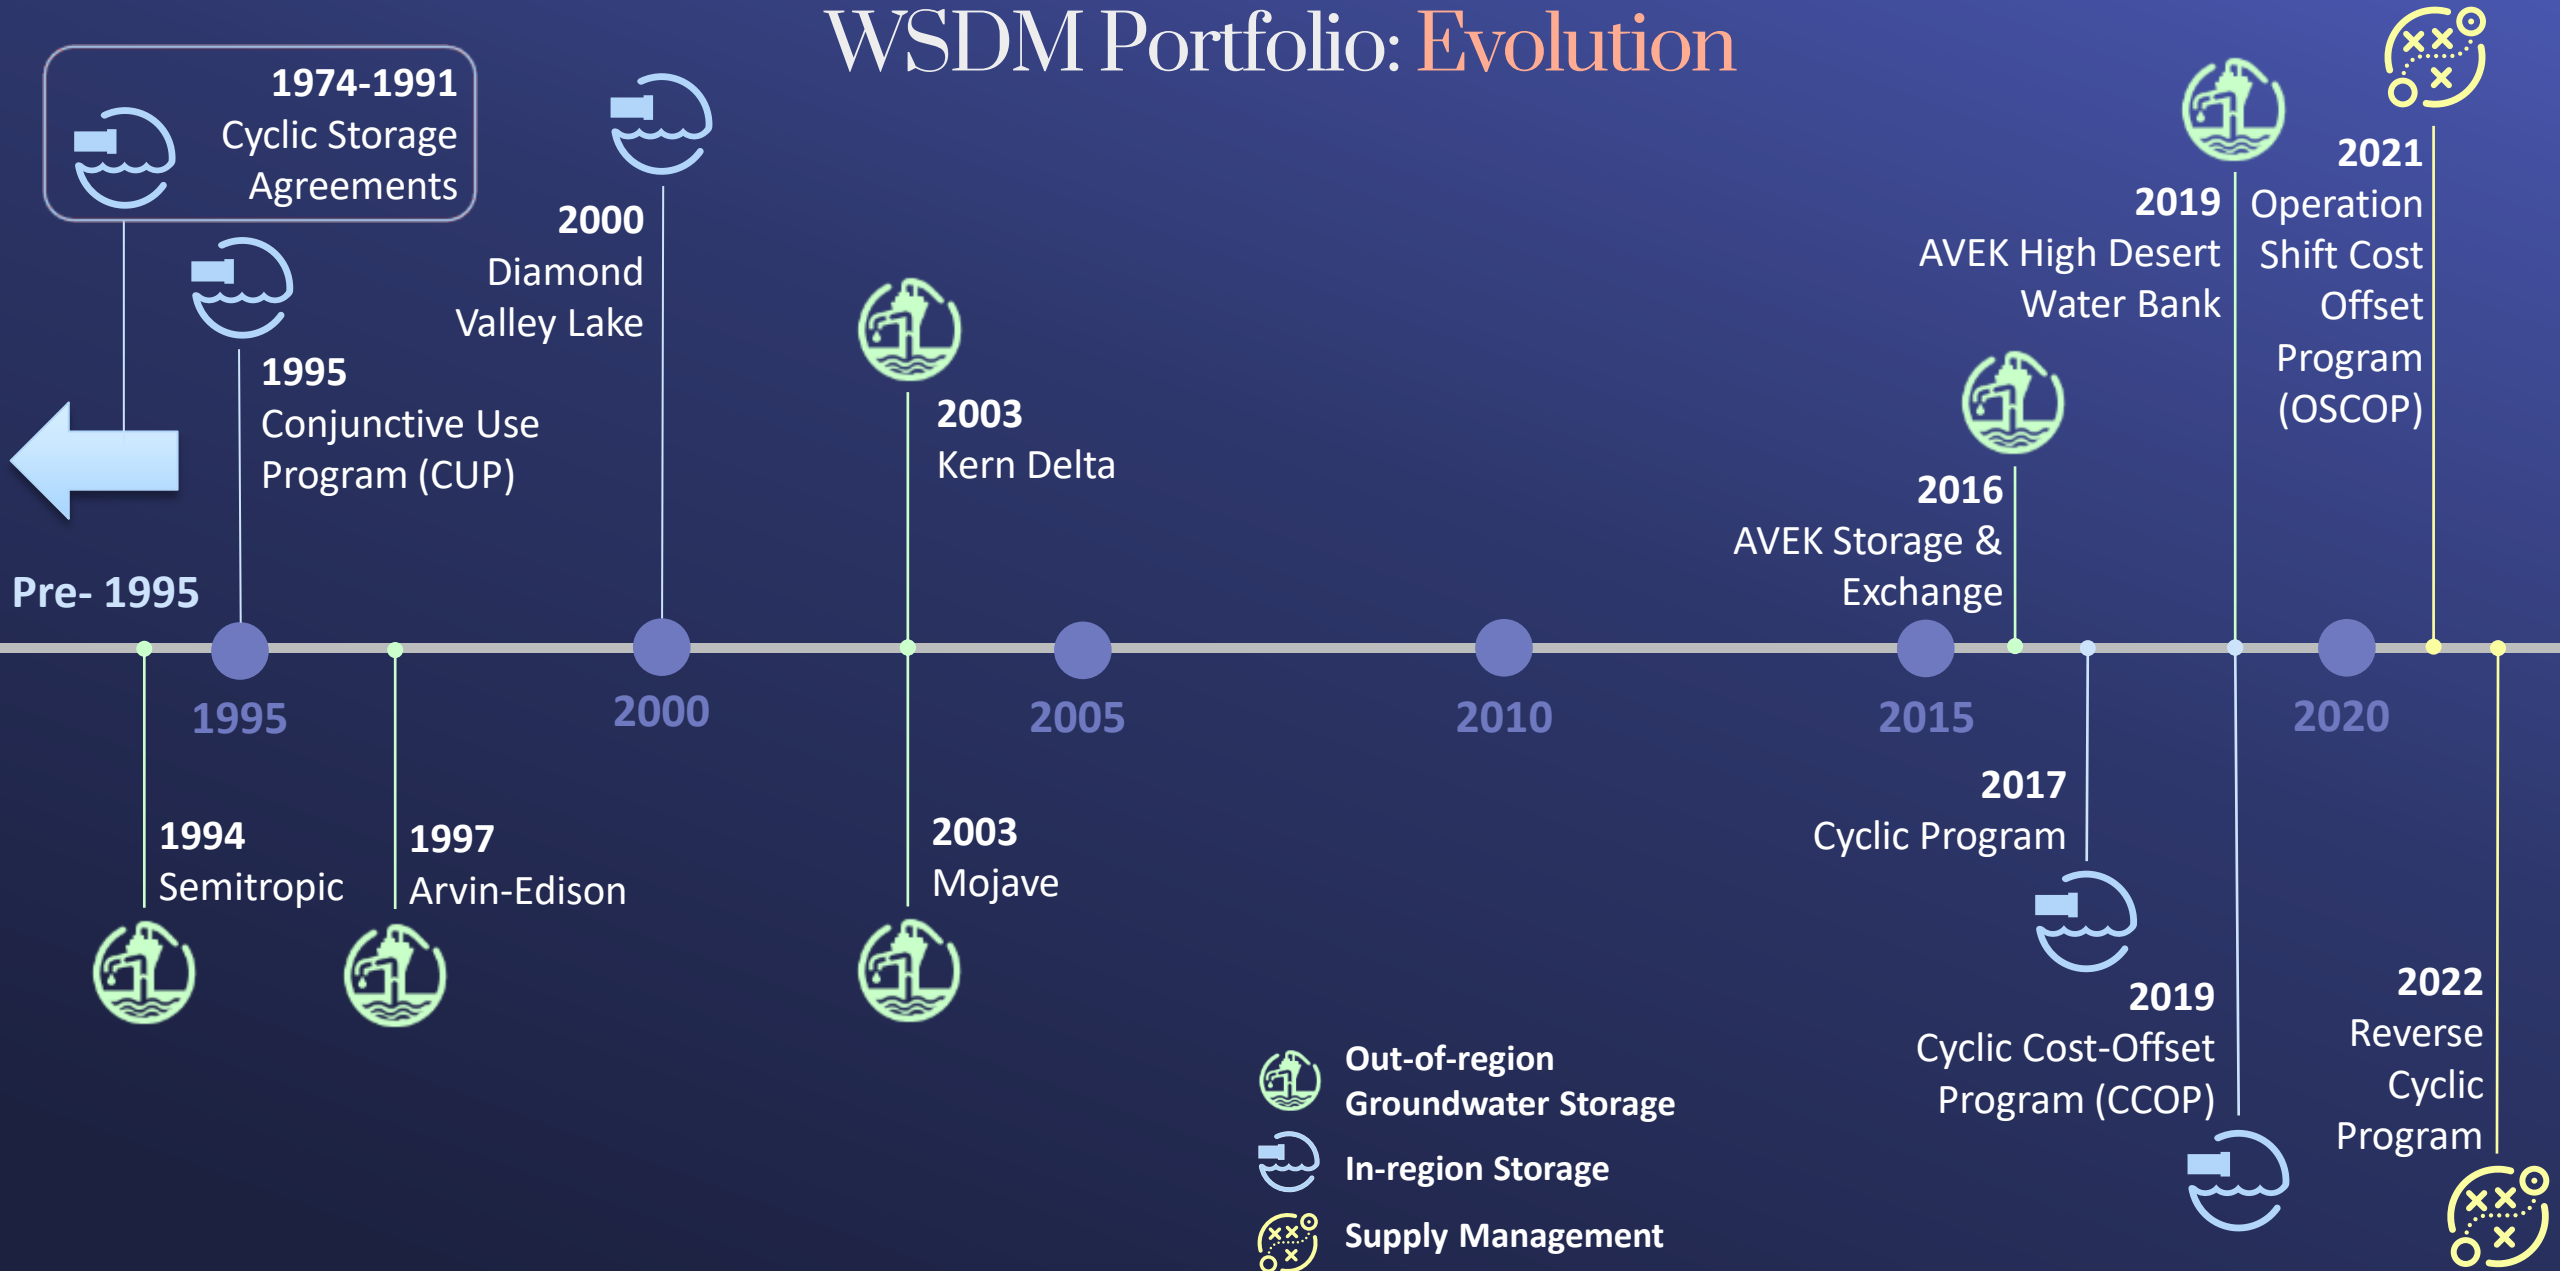 WSDM Portfolio: Evolution
1974-1991
Cyclic Storage
Agreements
1995
Conjunctive Use
Program (CUP)
2000
Diamond
Valley Lake
2003
Kern Delta
2016
AVEK Storage &
Exchange
2019
AVEK High Desert
Water Bank
2021
Operation
Shift Cost
Offset
Program
(OSCOP)
Pre- 1995
1995
2000
2005
2010
2015
2020
1994
Semitropic
1997
Arvin-Edison
2003
Mojave
2017
Cyclic Program
2019
Cyclic Cost-Offset
Program (CCOP)
2022
Reverse
Cyclic
Program
Out-of-region
Groundwater Storage
In-region Storage
Supply Management